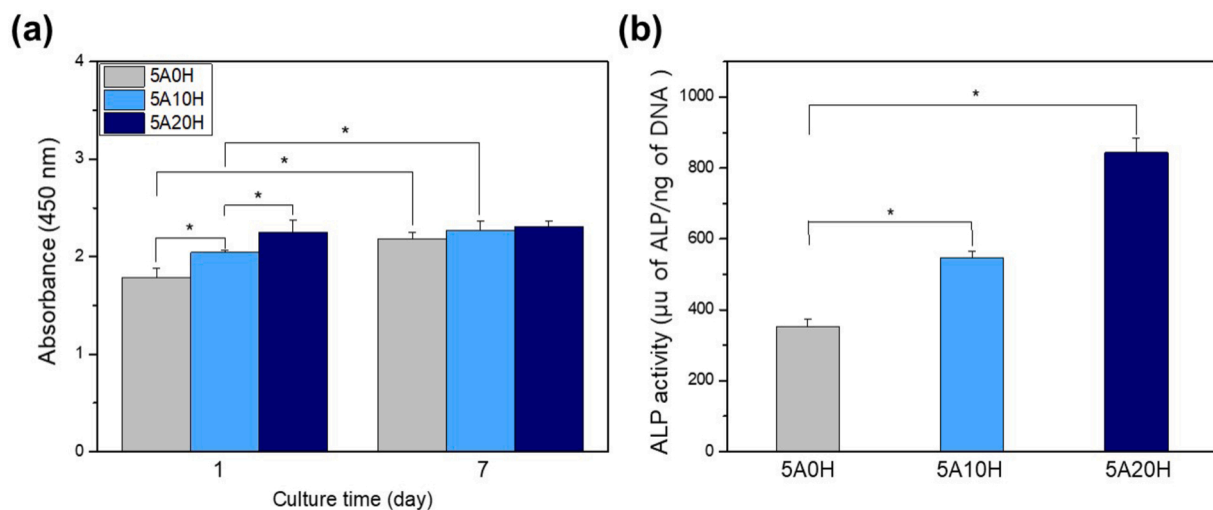 (a)
4
3
2
1
0
Absorbance (450 nm)
5A0H
5A10H
5A20H
*
*
*
*
1
7
Culture time (day)
(b)
1000
800
600
400
200
0
ALP activity (μu of ALP/ng of DNA )
*
*
5A0H
5A10H
5A20H